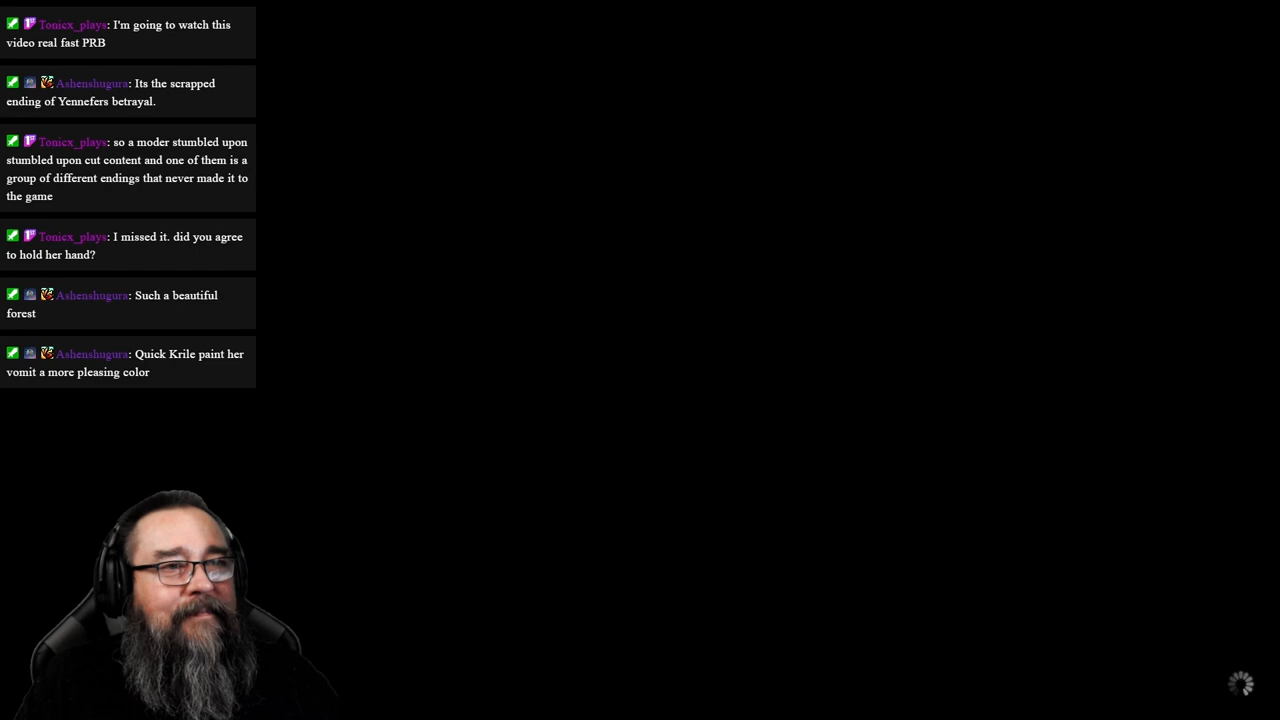 Tonicx_plays: I'm going to watch this
video real fast PRB
Ashenshugura: Its the scrapped
ending of Yennefers betrayal.
Tonicx_plays: so a moder stumbled upon
stumbled upon cut content and one of them is a
group of different endings that never made it to
the game
Tonicx_plays: I missed it. did you agree
to hold her hand?
Ashenshugura: Such a beautiful
forest
Ashenshugura: Quick Krile paint her
vomit a more pleasing color